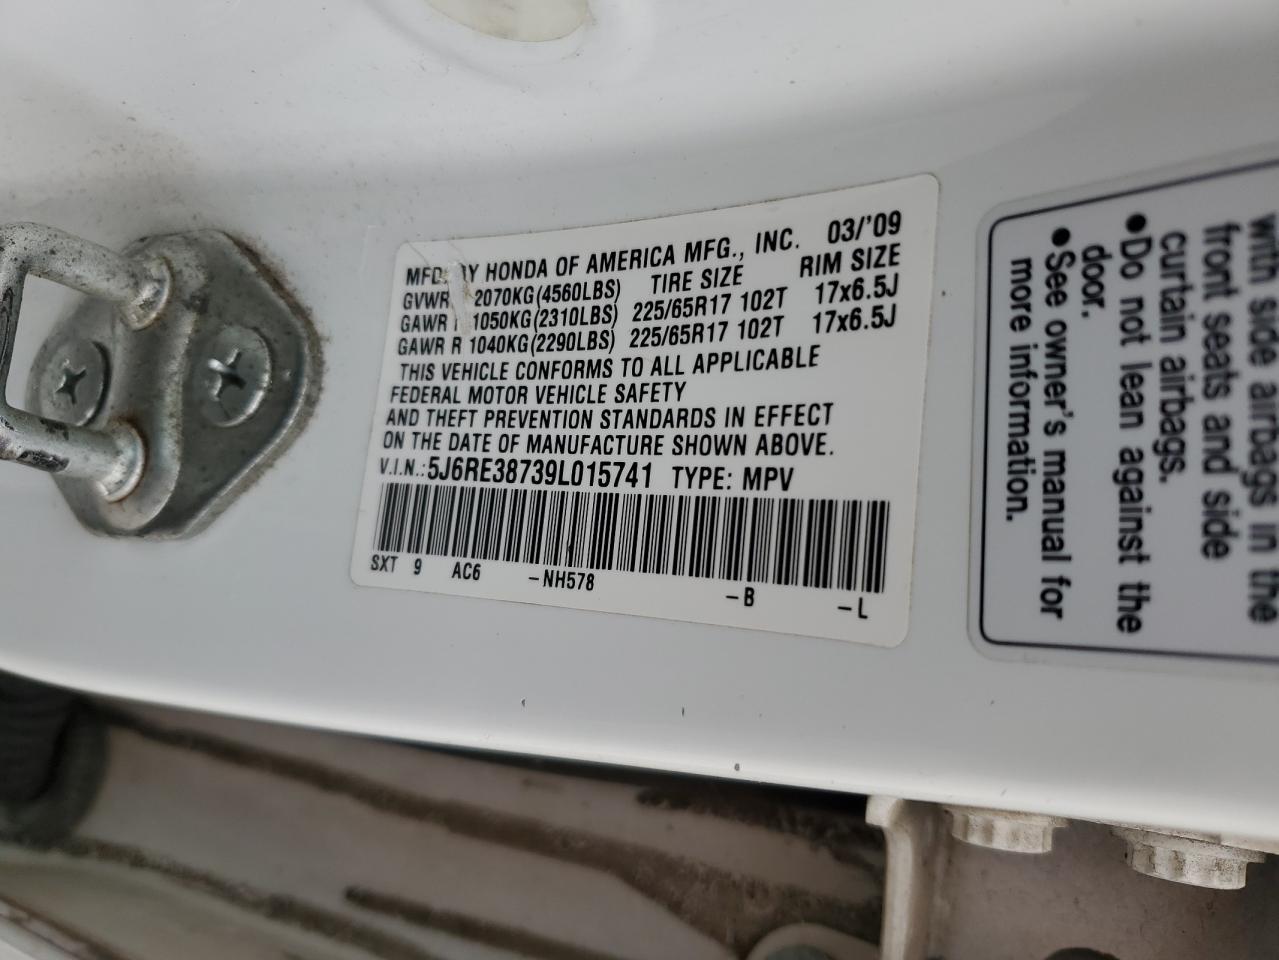 MFD. BY HONDA OF AMERICA MFG., INC. 03/'09
GVWR 2070KG(4560LBS) TIRE SIZE RIM SIZE
GAWR F 1050KG(2310LBS) 225/65R17 102T 17x6.5J
GAWR R 1040KG(2290LBS) 225/65R17 102T 17x6.5J
THIS VEHICLE CONFORMS TO ALL APPLICABLE
FEDERAL MOTOR VEHICLE SAFETY
AND THEFT PREVENTION STANDARDS IN EFFECT
ON THE DATE OF MANUFACTURE SHOWN ABOVE.
V.I.N.: 5J6RE38739L015741 TYPE: MPV
SXT 9 AC6 -NH578 -B -L
with side airbags in the
front seats and side
curtain airbags.
●Do not lean against the
door.
●See owner's manual for
more information.